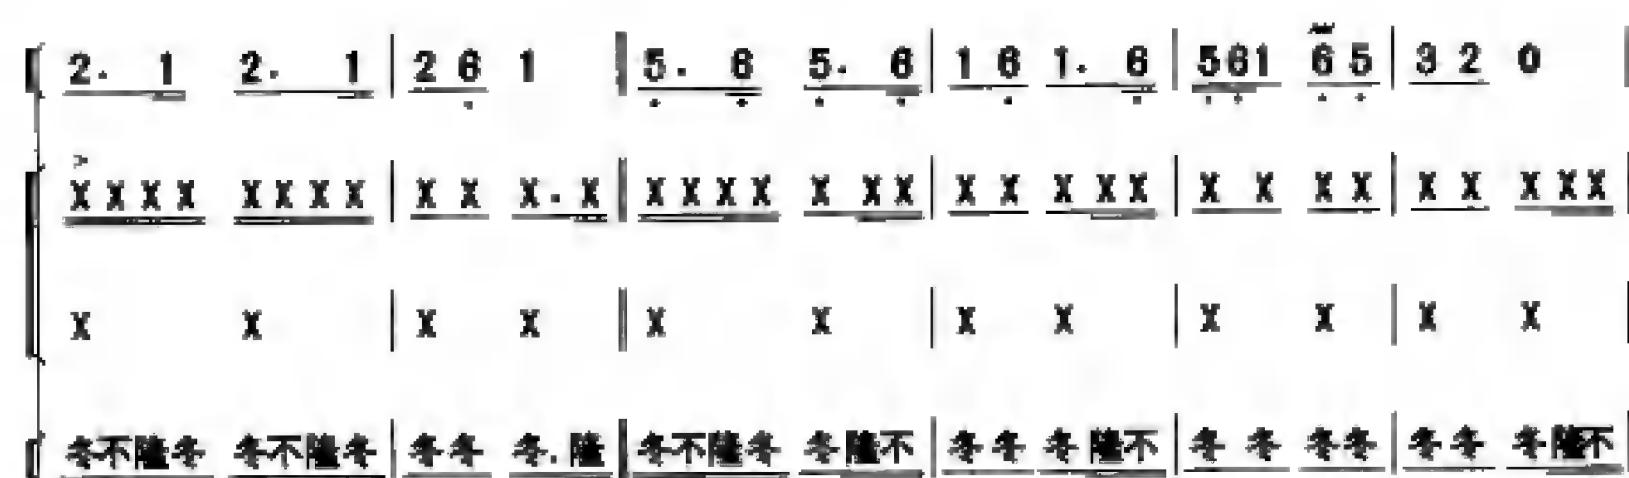 2. 1 2. 1 | 2 6 1 | 5. 6 5. 6 | 1 6 1. 6 | 561 6 5 | 3 2 0 |
X X X X X X X X | X X X. X | X X X X X X X | X X X X X | X X X X | X X X X X |
X X | X X | X X | X X | X X | X X |
冬不隆冬 冬不隆冬 | 冬冬 冬. 隆 | 冬不隆冬 冬隆不 | 冬冬 冬隆不 | 冬 冬 冬冬 | 冬冬 冬隆不